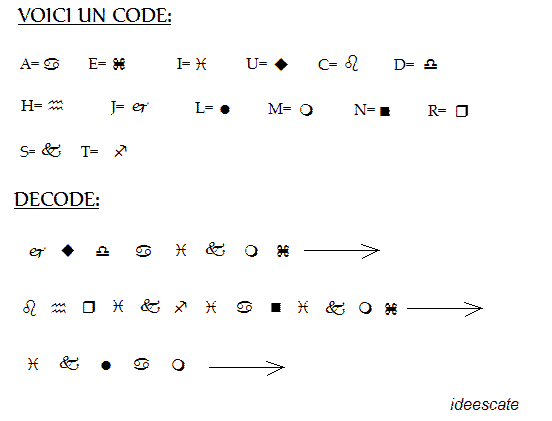 VOICI UN CODE:
A= ♋ E= ⌘ I= ♓ U= ◆ C= ♌ D= ♎
H= ♒ J= 🙰 L= ● M= ❍ N= ■ R= ❒
S= 🙵 T= ♐
DECODE:
🙰 ◆ ♎ ♋ ♓ 🙵 ❍ ⌘ →
♌ ♒ ❒ ♓ 🙵 ♐ ♓ ♋ ■ ♓ 🙵 ❍ ⌘ →
♓ 🙵 ● ♋ ❍ →
ideescate